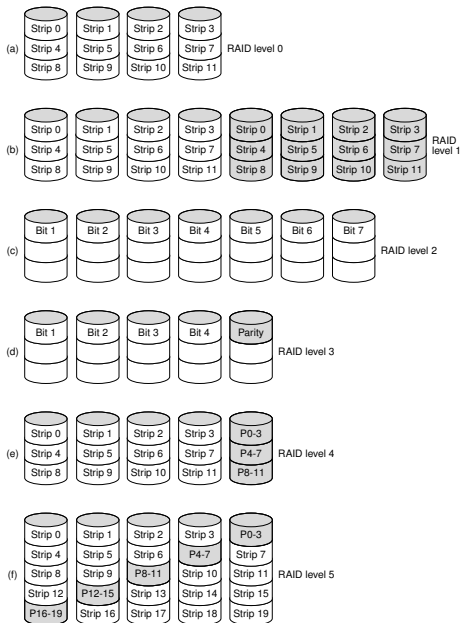 Strip 0 Strip 1 Strip 2 Strip 3
(a) Strip 4 Strip 5 Strip 6 Strip 7 RAID level 0
Strip 8 Strip 9 Strip 10 Strip 11
Strip 0 Strip 1 Strip 2 Strip 3 Strip 0 Strip 1 Strip 2 Strip 3
(b) Strip 4 Strip 5 Strip 6 Strip 7 Strip 4 Strip 5 Strip 6 Strip 7 RAID level 1
Strip 8 Strip 9 Strip 10 Strip 11 Strip 8 Strip 9 Strip 10 Strip 11
Bit 1 Bit 2 Bit 3 Bit 4 Bit 5 Bit 6 Bit 7
(c) RAID level 2
Bit 1 Bit 2 Bit 3 Bit 4 Parity
(d) RAID level 3
Strip 0 Strip 1 Strip 2 Strip 3 P0-3
(e) Strip 4 Strip 5 Strip 6 Strip 7 P4-7 RAID level 4
Strip 8 Strip 9 Strip 10 Strip 11 P8-11
Strip 0 Strip 1 Strip 2 Strip 3 P0-3
Strip 4 Strip 5 Strip 6 P4-7 Strip 7
(f) Strip 8 Strip 9 P8-11 Strip 10 Strip 11 RAID level 5
Strip 12 P12-15 Strip 13 Strip 14 Strip 15
P16-19 Strip 16 Strip 17 Strip 18 Strip 19